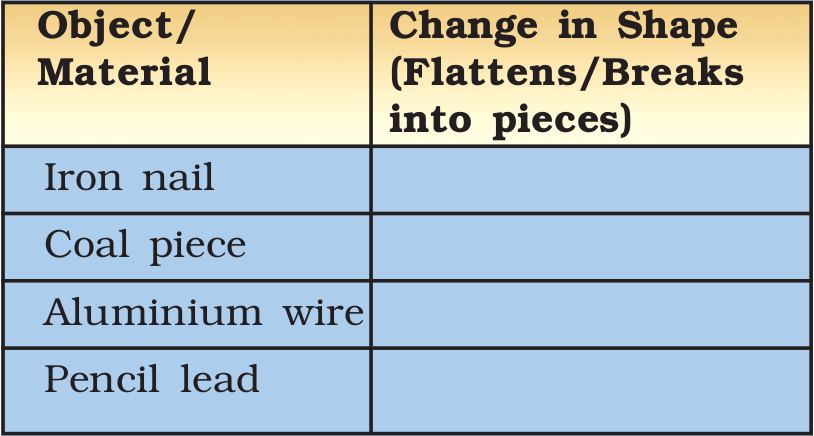 Object/
Material
Change in Shape
(Flattens/Breaks
into pieces)
Iron nail
Coal piece
Aluminium wire
Pencil lead